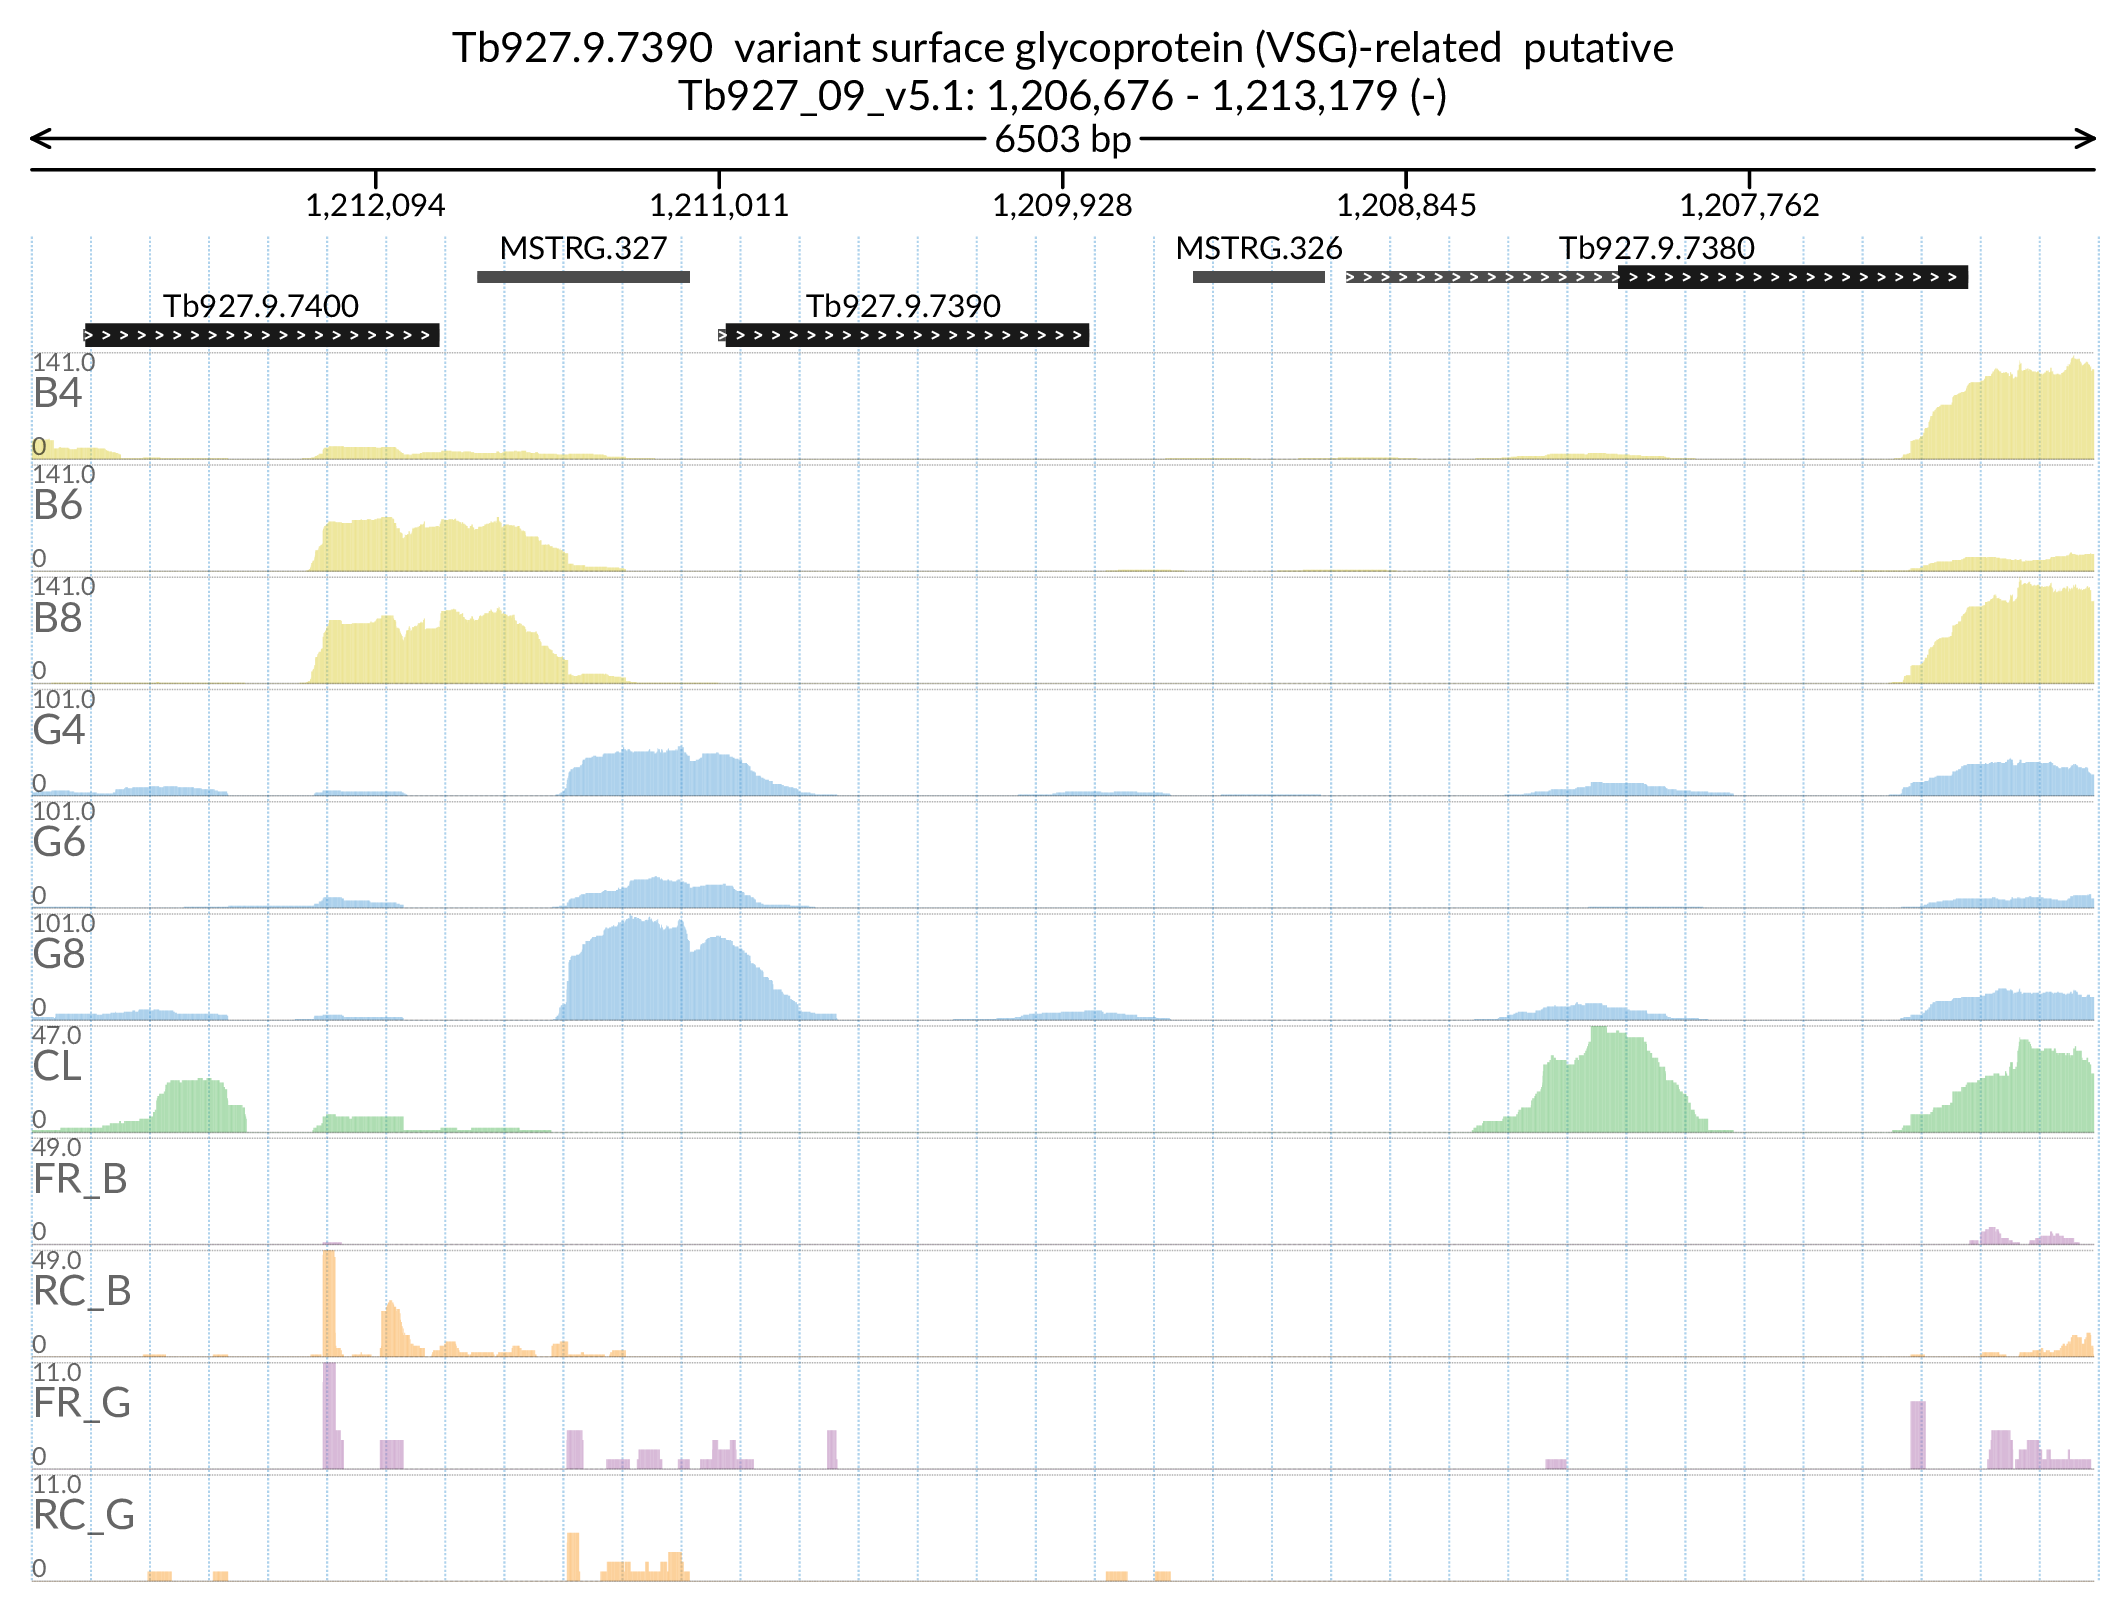 Tb927.9.7390 variant surface glycoprotein (VSG)-related putative
Tb927_09_v5.1: 1,206,676 - 1,213,179 (-)
6503 bp
1,212,094 1,211,011 1,209,928 1,208,845 1,207,762
MSTRG.327 MSTRG.326 Tb927.9.7380
Tb927.9.7400 Tb927.9.7390
141.0
B4
0
141.0
B6
0
141.0
B8
0
101.0
G4
0
101.0
G6
0
101.0
G8
0
47.0
CL
0
49.0
FR_B
0
49.0
RC_B
0
11.0
FR_G
0
11.0
RC_G
0